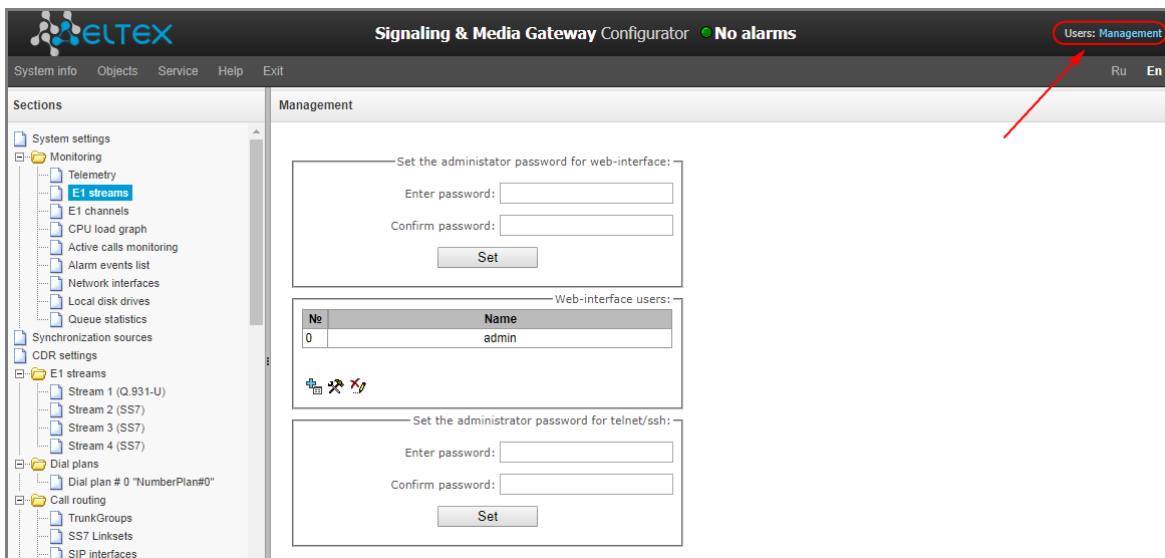 ELTEX
Signaling & Media Gateway Configurator No alarms
Users: Management
System info Objects Service Help Exit
Ru En
Sections
System settings
Monitoring
Telemetry
E1 streams
E1 channels
CPU load graph
Active calls monitoring
Alarm events list
Network interfaces
Local disk drives
Queue statistics
Synchronization sources
CDR settings
E1 streams
Stream 1 (Q.931-U)
Stream 2 (SS7)
Stream 3 (SS7)
Stream 4 (SS7)
Dial plans
Dial plan # 0 "NumberPlan#0"
Call routing
TrunkGroups
SS7 Linksets
SIP interfaces
Management
Set the administator password for web-interface:
Enter password:
Confirm password:
Set
Web-interface users:
№ Name
0 admin
Set the administrator password for telnet/ssh:
Enter password:
Confirm password:
Set